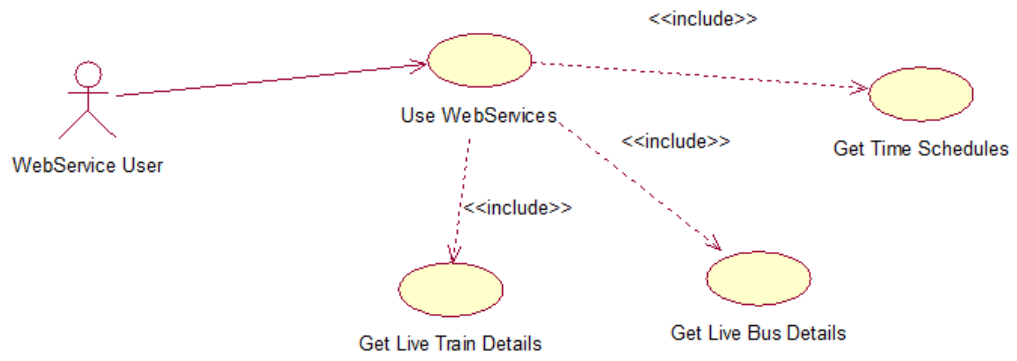 <<include>>
Use WebServices
<<include>>
Get Time Schedules
WebService User
<<include>>
Get Live Bus Details
Get Live Train Details